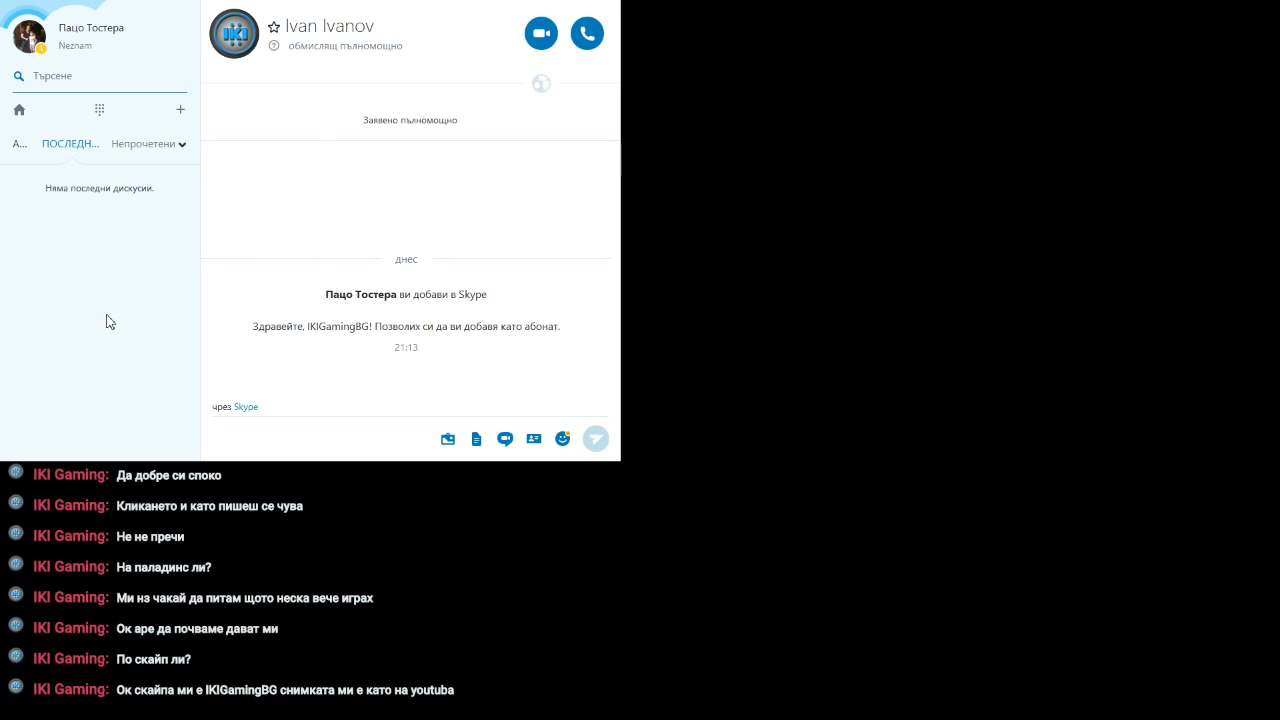 Пацо Тостера
Neznam
Търсене
А...
ПОСЛЕДН...
Непрочетени
Няма последни дискусии.
IKI
Ivan Ivanov
обмислящ пълномощно
Заявено пълномощно
днес
Пацо Тостера ви добави в Skype
Здравейте, IKIGamingBG! Позволих си да ви добавя като абонат.
21:13
чрез Skype
IKI Gaming: Да добре си споко
IKI Gaming: Кликането и като пишеш се чува
IKI Gaming: Не не пречи
IKI Gaming: На паладинс ли?
IKI Gaming: Ми нз чакай да питам щото неска вече играх
IKI Gaming: Ок аре да почваме дават ми
IKI Gaming: По скайп ли?
IKI Gaming: Ок скайпа ми е IKIGamingBG снимката ми е като на youtuba